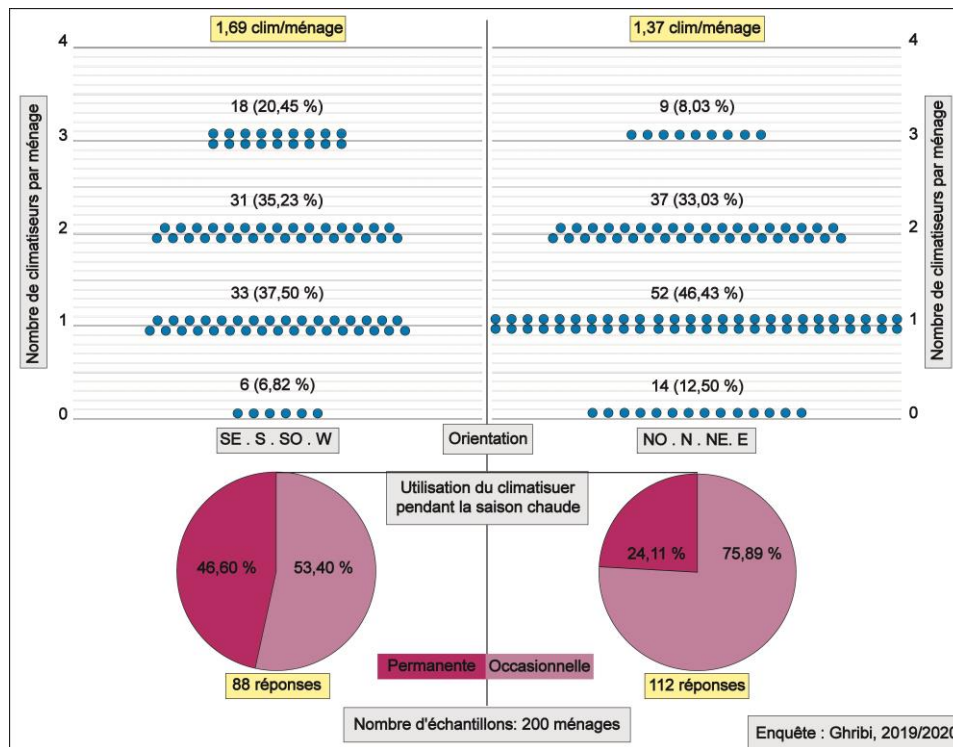 1,69 clim/ménage
1,37 clim/ménage
4
3
2
1
0
Nombre de climatiseurs par ménage
18 (20,45 %)
31 (35,23 %)
33 (37,50 %)
6 (6,82 %)
9 (8,03 %)
37 (33,03 %)
52 (46,43 %)
14 (12,50 %)
4
3
2
1
0
Nombre de climatiseurs par ménage
SE . S . SO . W
Orientation
NO . N . NE. E
Utilisation du climatisuer
pendant la saison chaude
46,60 %
53,40 %
24,11 %
75,89 %
Permanente
Occasionnelle
88 réponses
112 réponses
Nombre d'échantillons: 200 ménages
Enquête : Ghribi, 2019/2020